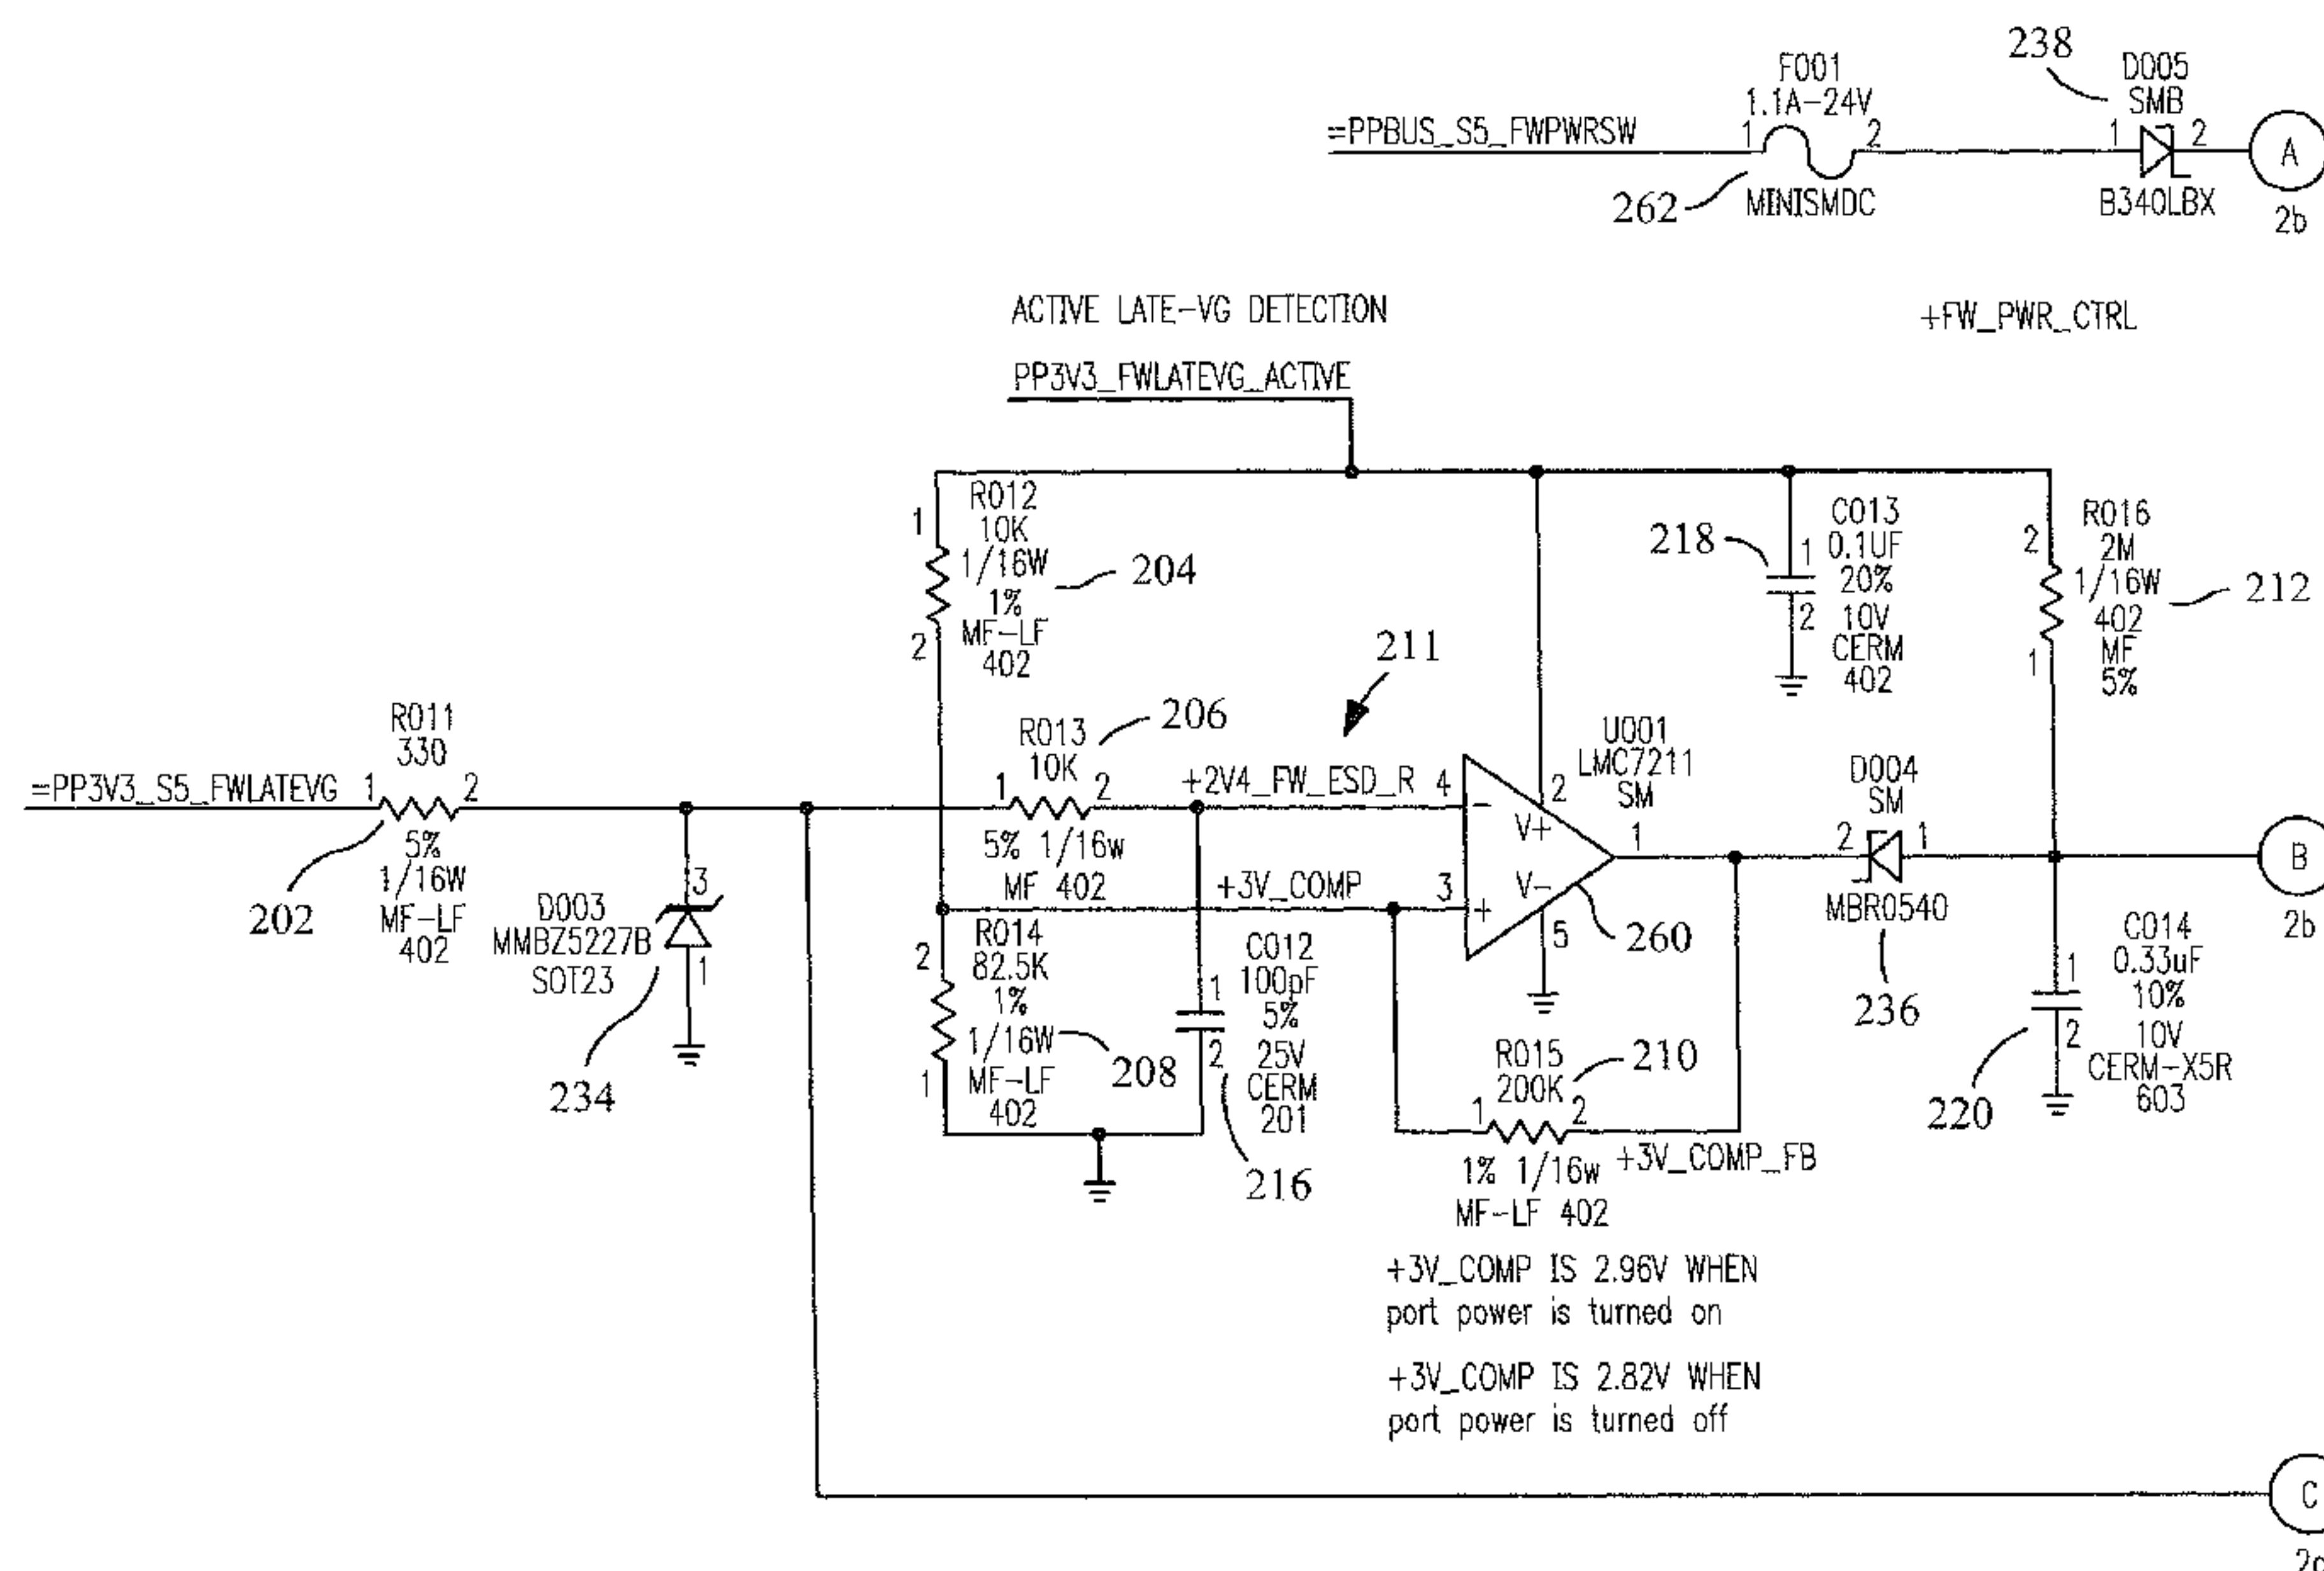 238
F001
1.1A-24V
D005
SMB
=PPBUS_S5_FWPWRSW
1
2
1
2
A
262
MINISMDC
B340LBX
2b
ACTIVE LATE-VG DETECTION
+FW_PWR_CTRL
PP3V3_FWLATEVG_ACTIVE
1
R012
10K
1/16W
1%
MF-LF
402
2
204
218
1
2
C013
0.1UF
20%
10V
CERM
402
2
R016
2M
1/16W
402
MF
5%
1
212
211
R011
330
=PP3V3_S5_FWLATEVG
1
2
5%
1/16W
MF-LF
402
202
R013
10K
206
1
2
5% 1/16w
MF 402
+2V4_FW_ESD_R
4
-
U001
LMC7211
SM
2
V+
1
+3V_COMP
3
+
V-
5
260
D004
SM
2
1
MBR0540
236
B
2b
D003
MMBZ5227B
SOT23
3
1
234
2
R014
82.5K
1%
1/16W
MF-LF
402
1
208
C012
100pF
5%
25V
CERM
201
1
2
216
R015
200K
210
1
2
1% 1/16w
MF-LF 402
+3V_COMP_FB
C014
0.33uF
10%
10V
CERM-X5R
603
1
2
220
+3V_COMP IS 2.96V WHEN
port power is turned on
+3V_COMP IS 2.82V WHEN
port power is turned off
C